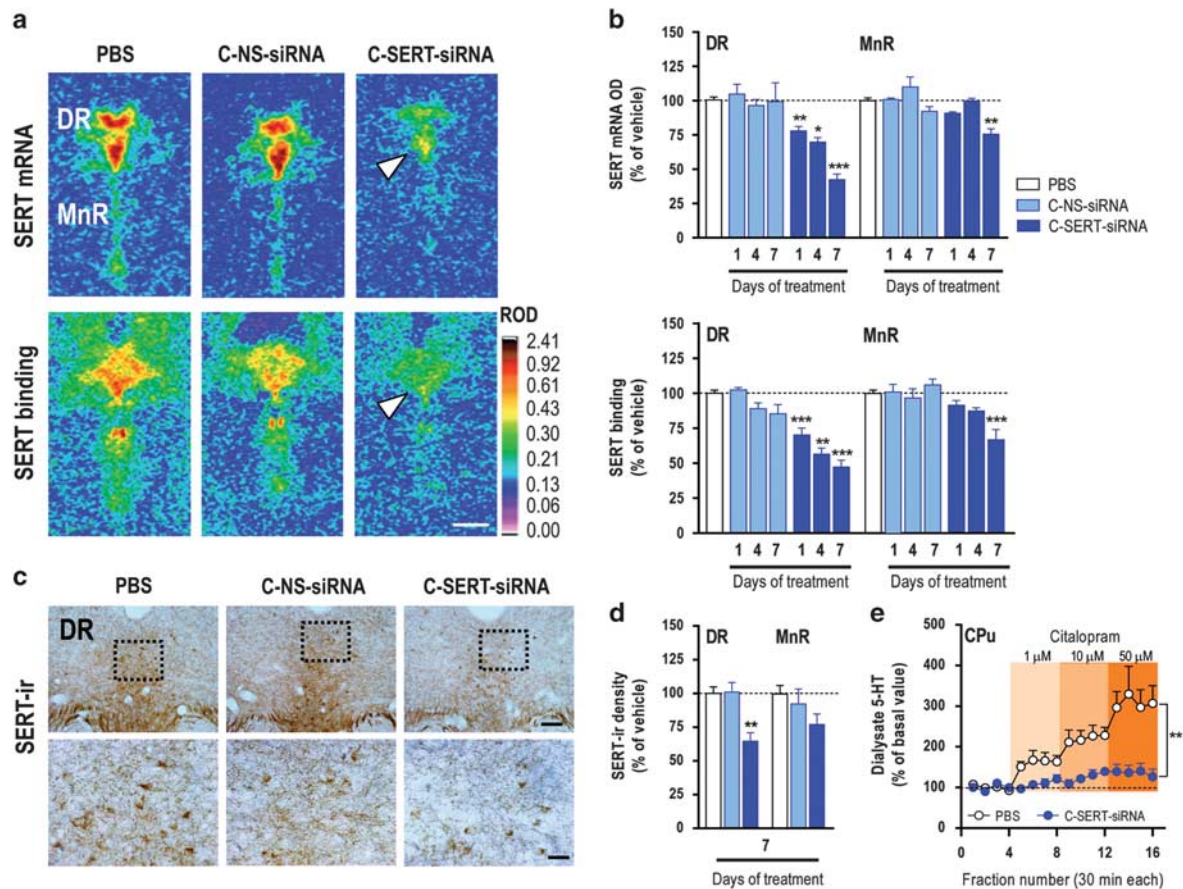 a
PBS
C-NS-siRNA
C-SERT-siRNA
SERT mRNA
DR
MnR
SERT binding
ROD
2.41
0.92
0.61
0.43
0.30
0.21
0.13
0.06
0.00
b
DR
MnR
SERT mRNA OD
(% of vehicle)
150
125
100
75
50
25
0
** * ***
**
1 4 7 1 4 7
1 4 7 1 4 7
Days of treatment
Days of treatment
PBS
C-NS-siRNA
C-SERT-siRNA
DR
MnR
SERT binding
(% of vehicle)
150
125
100
75
50
25
0
*** ** ***
***
1 4 7 1 4 7
1 4 7 1 4 7
Days of treatment
Days of treatment
c
PBS
C-NS-siRNA
C-SERT-siRNA
SERT-ir
DR
d
DR
MnR
SERT-ir density
(% of vehicle)
150
125
100
75
50
25
0
**
7
Days of treatment
e
CPu
Citalopram
1 µM 10 µM 50 µM
Dialysate 5-HT
(% of basal value)
400
300
200
100
0
**
PBS
C-SERT-siRNA
0 4 8 12 16
Fraction number (30 min each)